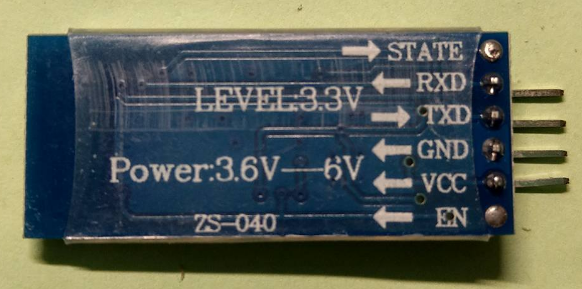 STATE
RXD
LEVEL:3.3V
TXD
GND
Power:3.6V—6V
VCC
ZS-040
EN